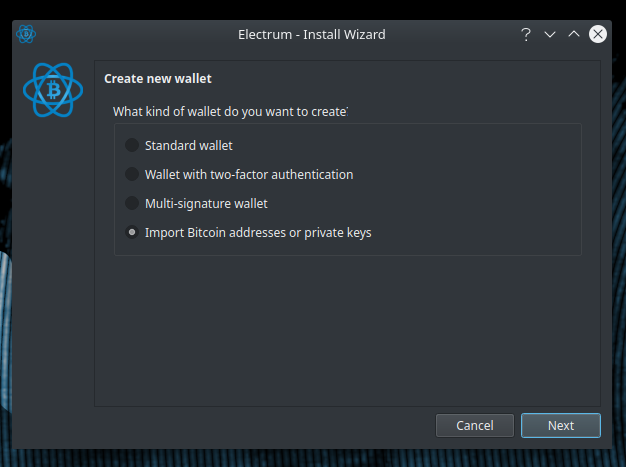 Electrum - Install Wizard
Create new wallet
What kind of wallet do you want to create
Standard wallet
Wallet with two-factor authentication
Multi-signature wallet
Import Bitcoin addresses or private keys
Cancel
Next